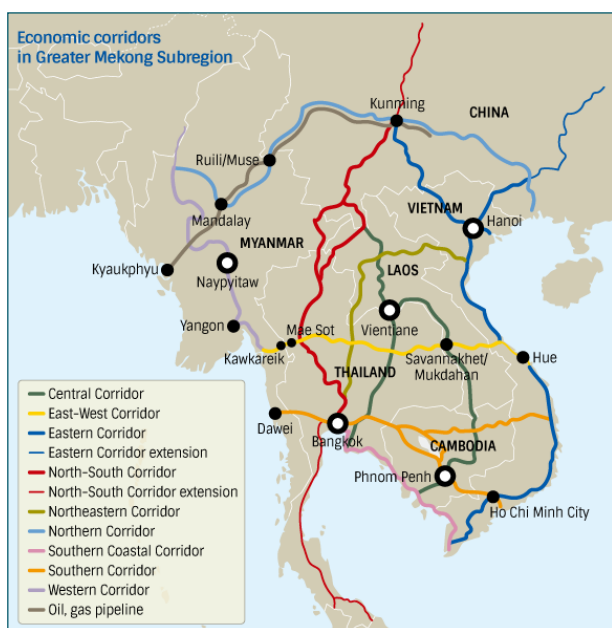 Economic corridors
in Greater Mekong Subregion
Kunming
CHINA
Ruili/Muse
VIETNAM
Hanoi
Mandalay
MYANMAR
Kyaukphyu
LAOS
Naypyitaw
Yangon
Mae Sot
Vientiane
Kawkareik
Savannakhet/
Mukdahan
Hue
THAILAND
Dawei
Bangkok
CAMBODIA
Phnom Penh
Ho Chi Minh City
Central Corridor
East-West Corridor
Eastern Corridor
Eastern Corridor extension
North–South Corridor
North–South Corridor extension
Northeastern Corridor
Northern Corridor
Southern Coastal Corridor
Southern Corridor
Western Corridor
Oil, gas pipeline